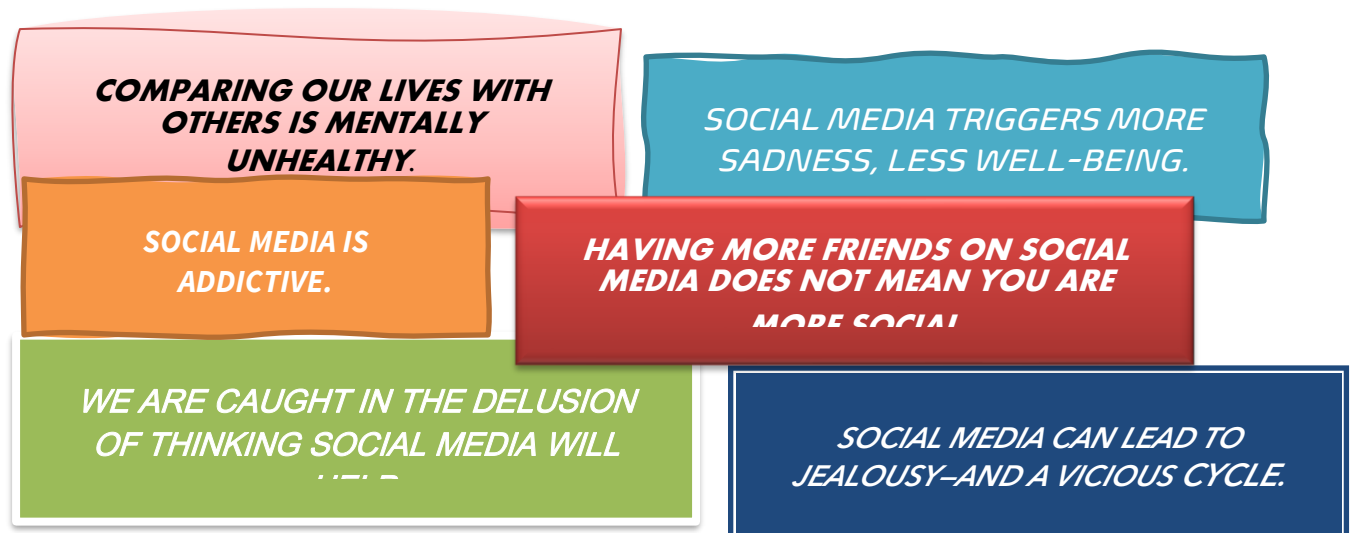 COMPARING OUR LIVES WITH
OTHERS IS MENTALLY
UNHEALTHY.
SOCIAL MEDIA TRIGGERS MORE
SADNESS, LESS WELL-BEING.
SOCIAL MEDIA IS
ADDICTIVE.
HAVING MORE FRIENDS ON SOCIAL
MEDIA DOES NOT MEAN YOU ARE
MORE SOCIAL
WE ARE CAUGHT IN THE DELUSION
OF THINKING SOCIAL MEDIA WILL
SOCIAL MEDIA CAN LEAD TO
JEALOUSY—AND A VICIOUS CYCLE.